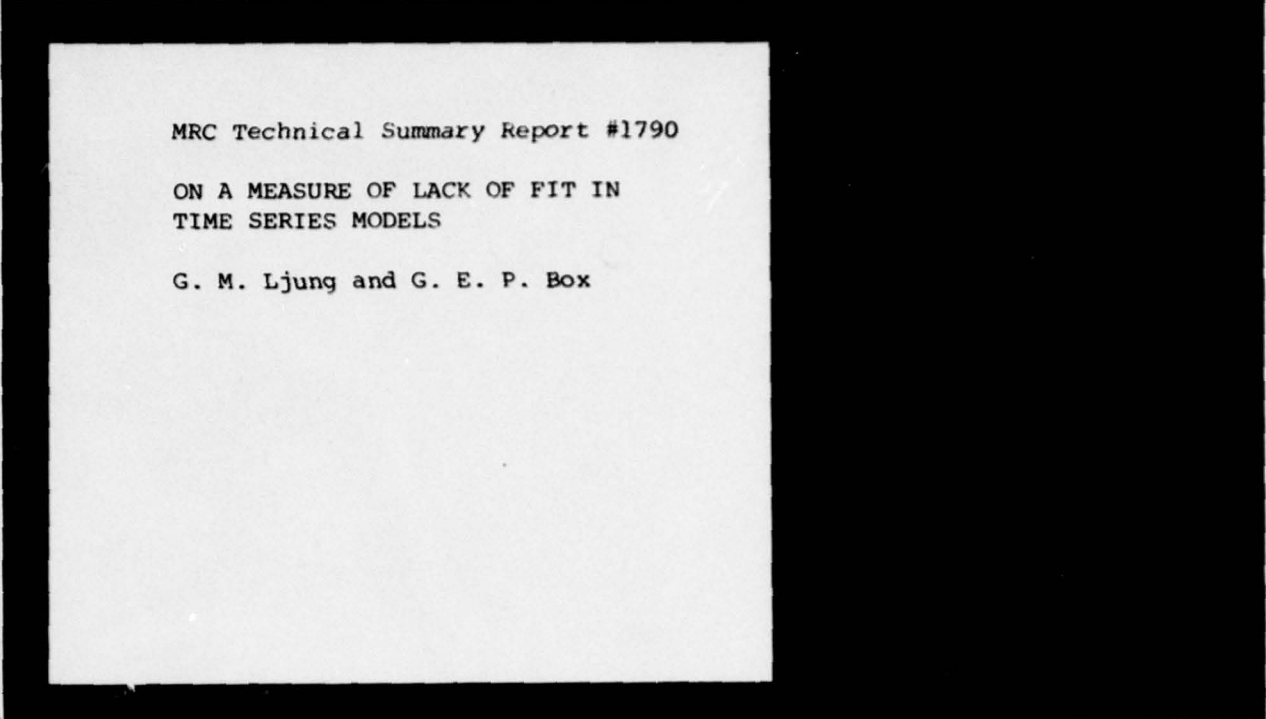 MRC Technical Summary Report #1790
ON A MEASURE OF LACK OF FIT IN
TIME SERIES MODELS
G. M. Ljung and G. E. P. Box